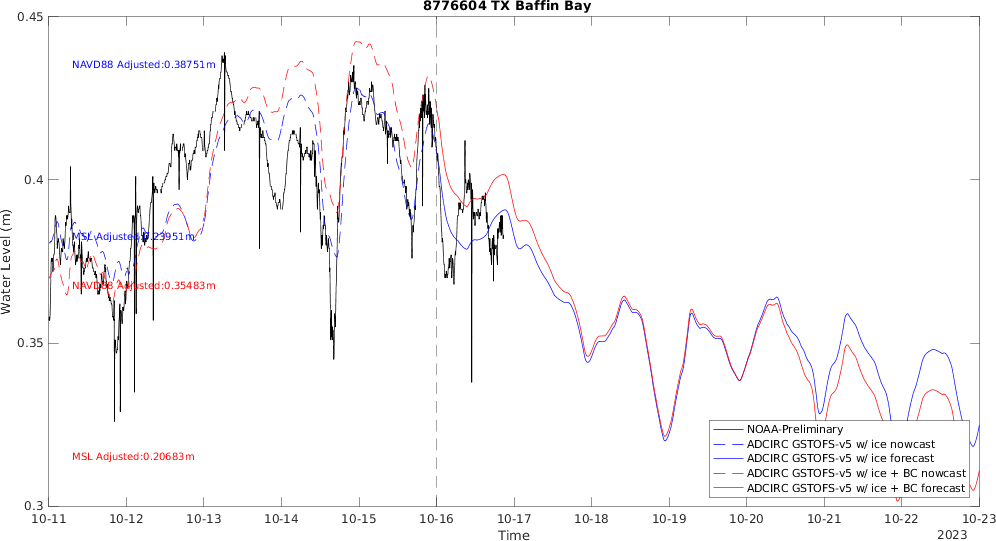 8776604 TX Baffin Bay
0.45
NAVD88 Adjusted:0.38751m
0.4
MSL Adjusted:0.23951m
NAVD88 Adjusted:0.35483m
Water Level (m)
0.35
MSL Adjusted:0.20683m
NOAA-Preliminary
ADCIRC GSTOFS-v5 w/ ice nowcast
ADCIRC GSTOFS-v5 w/ ice forecast
ADCIRC GSTOFS-v5 w/ ice + BC nowcast
ADCIRC GSTOFS-v5 w/ ice + BC forecast
0.3
10-11 10-12 10-13 10-14 10-15 10-16 10-17 10-18 10-19 10-20 10-21 10-22 10-23
Time
2023